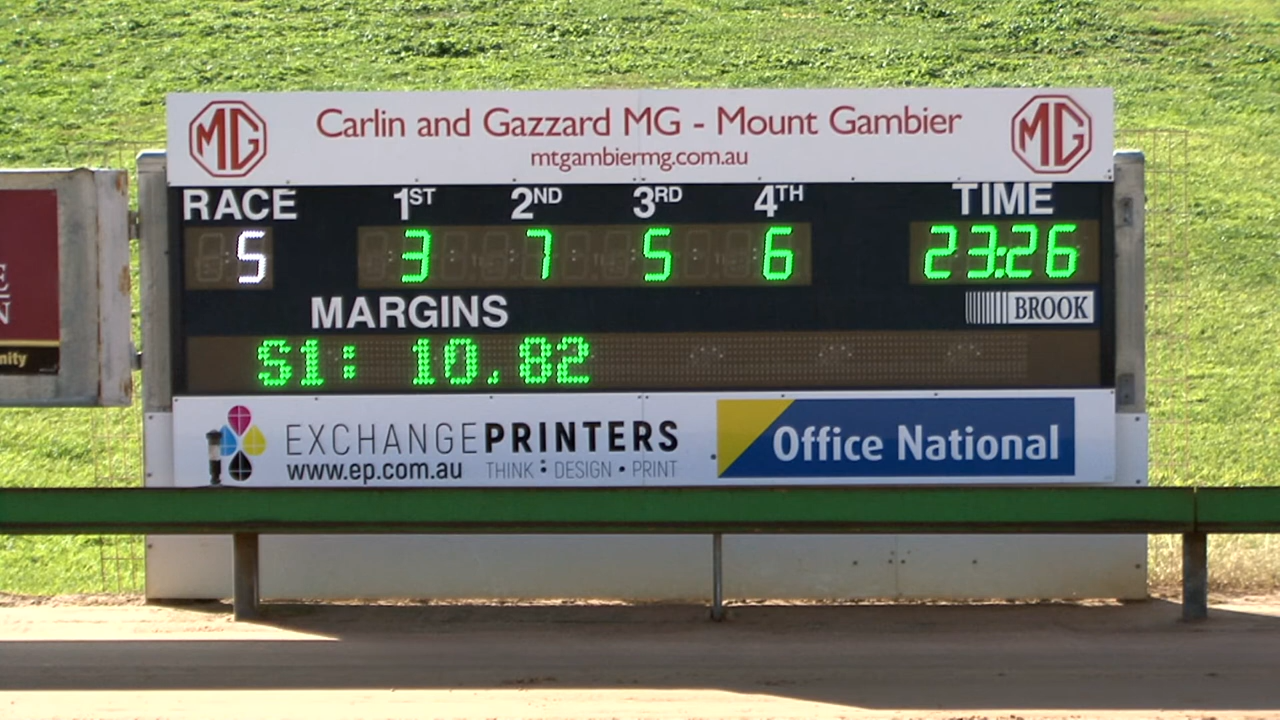 MG Carlin and Gazzard MG - Mount Gambier MG
mtgambiermg.com.au
RACE 1ST 2ND 3RD 4TH TIME
5 3 7 5 6 23:26
MARGINS BROOK
S1: 10.82
EXCHANGEPRINTERS
www.ep.com.au THINK : DESIGN • PRINT
Office National
E
N
nity